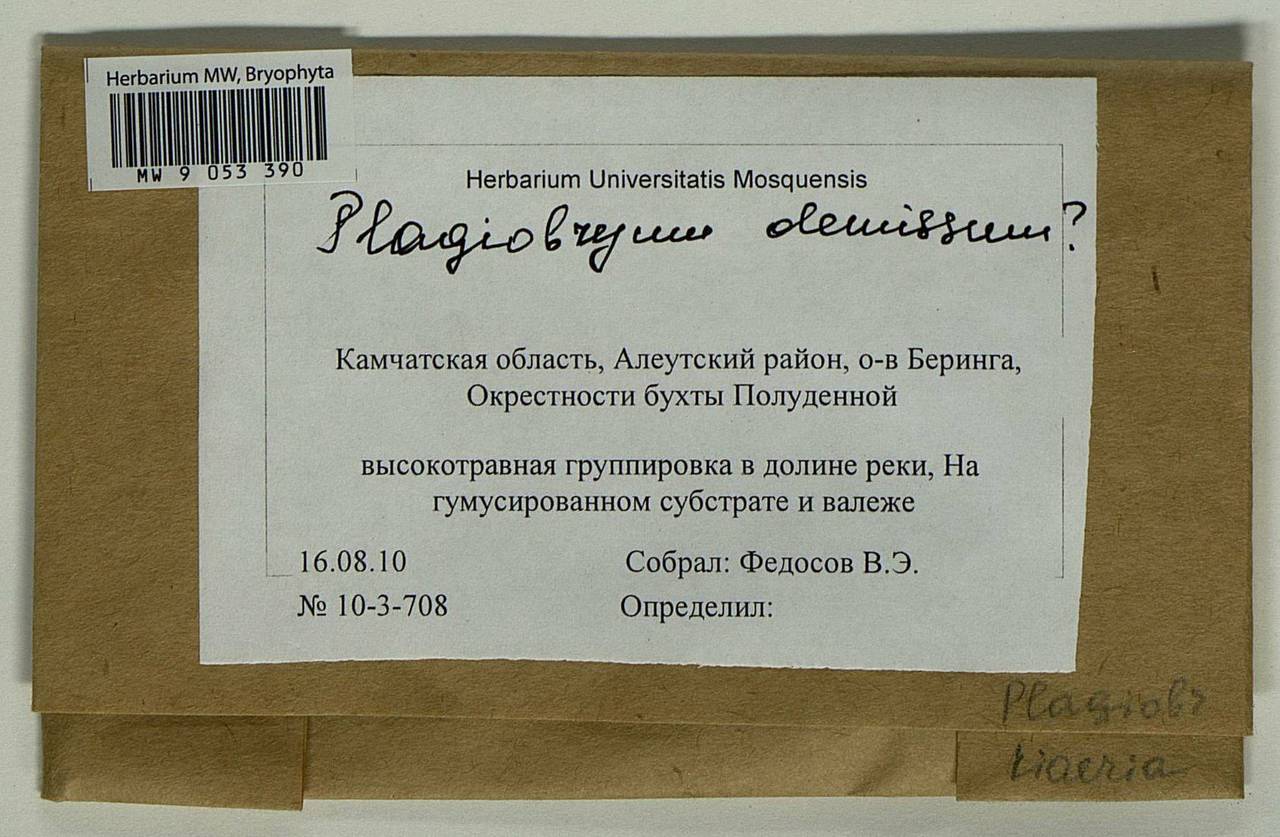 Herbarium MW, Bryophyta
MW 9 053 390
Herbarium Universitatis Mosquensis
Plagiobryum demissum?
Камчатская область, Алеутский район, о-в Беринга,
Окрестности бухты Полуденной
высокотравная группировка в долине реки, На
гумусированном субстрате и валеже
16.08.10 Собрал: Федосов В.Э.
№ 10-3-708 Определил:
Plagiobr